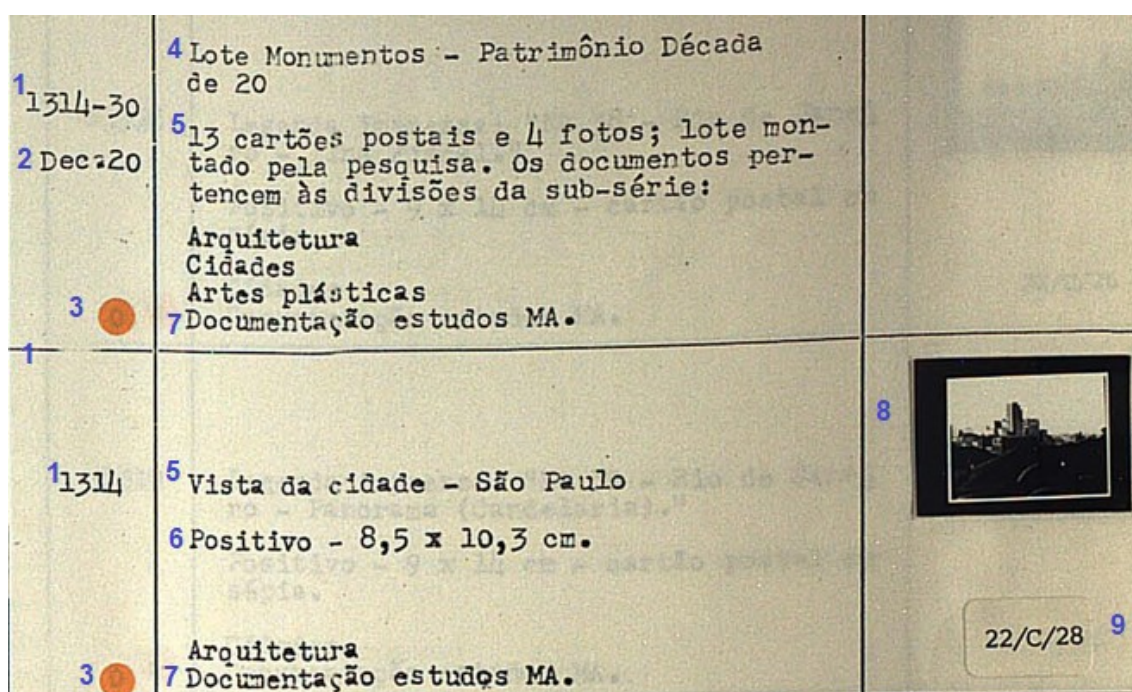 4 Lote Monumentos - Patrimônio Década
de 20
1 1314-30
5 13 cartões postais e 4 fotos; lote mon-
2 Dec:20
tado pela pesquisa. Os documentos per-
tencem às divisões da sub-série:
Arquitetura
Cidades
Artes plásticas
3
7 Documentação estudos MA.
1
8
1 1314
5 Vista da cidade - São Paulo
6 Positivo - 8,5 x 10,3 cm.
22/C/28 9
Arquitetura
3
7 Documentação estudos MA.